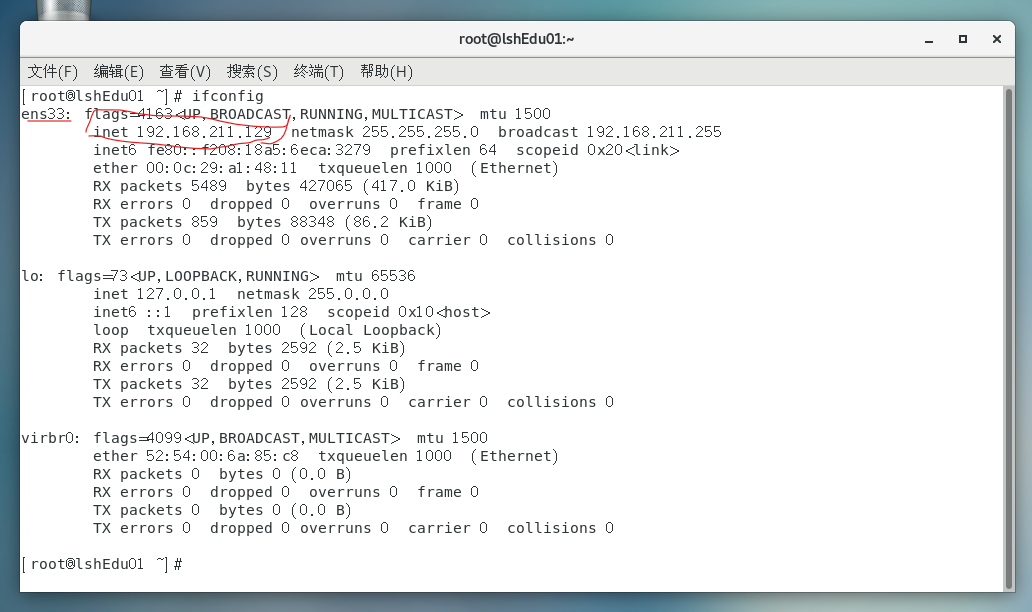 root@lshEdu01:~
文件(F) 编辑(E) 查看(V) 搜索(S) 终端(T) 帮助(H)
[root@lshEdu01 ~]# ifconfig
ens33: flags=4163<UP,BROADCAST,RUNNING,MULTICAST>  mtu 1500
        inet 192.168.211.129  netmask 255.255.255.0  broadcast 192.168.211.255
        inet6 fe80::f208:18a5:6eca:3279  prefixlen 64  scopeid 0x20<link>
        ether 00:0c:29:a1:48:11  txqueuelen 1000  (Ethernet)
        RX packets 5489  bytes 427065 (417.0 KiB)
        RX errors 0  dropped 0  overruns 0  frame 0
        TX packets 859  bytes 88348 (86.2 KiB)
        TX errors 0  dropped 0 overruns 0  carrier 0  collisions 0
lo: flags=73<UP,LOOPBACK,RUNNING>  mtu 65536
        inet 127.0.0.1  netmask 255.0.0.0
        inet6 ::1  prefixlen 128  scopeid 0x10<host>
        loop  txqueuelen 1000  (Local Loopback)
        RX packets 32  bytes 2592 (2.5 KiB)
        RX errors 0  dropped 0  overruns 0  frame 0
        TX packets 32  bytes 2592 (2.5 KiB)
        TX errors 0  dropped 0 overruns 0  carrier 0  collisions 0
virbr0: flags=4099<UP,BROADCAST,MULTICAST>  mtu 1500
        ether 52:54:00:6a:85:c8  txqueuelen 1000  (Ethernet)
        RX packets 0  bytes 0 (0.0 B)
        RX errors 0  dropped 0  overruns 0  frame 0
        TX packets 0  bytes 0 (0.0 B)
        TX errors 0  dropped 0 overruns 0  carrier 0  collisions 0
[root@lshEdu01 ~]#